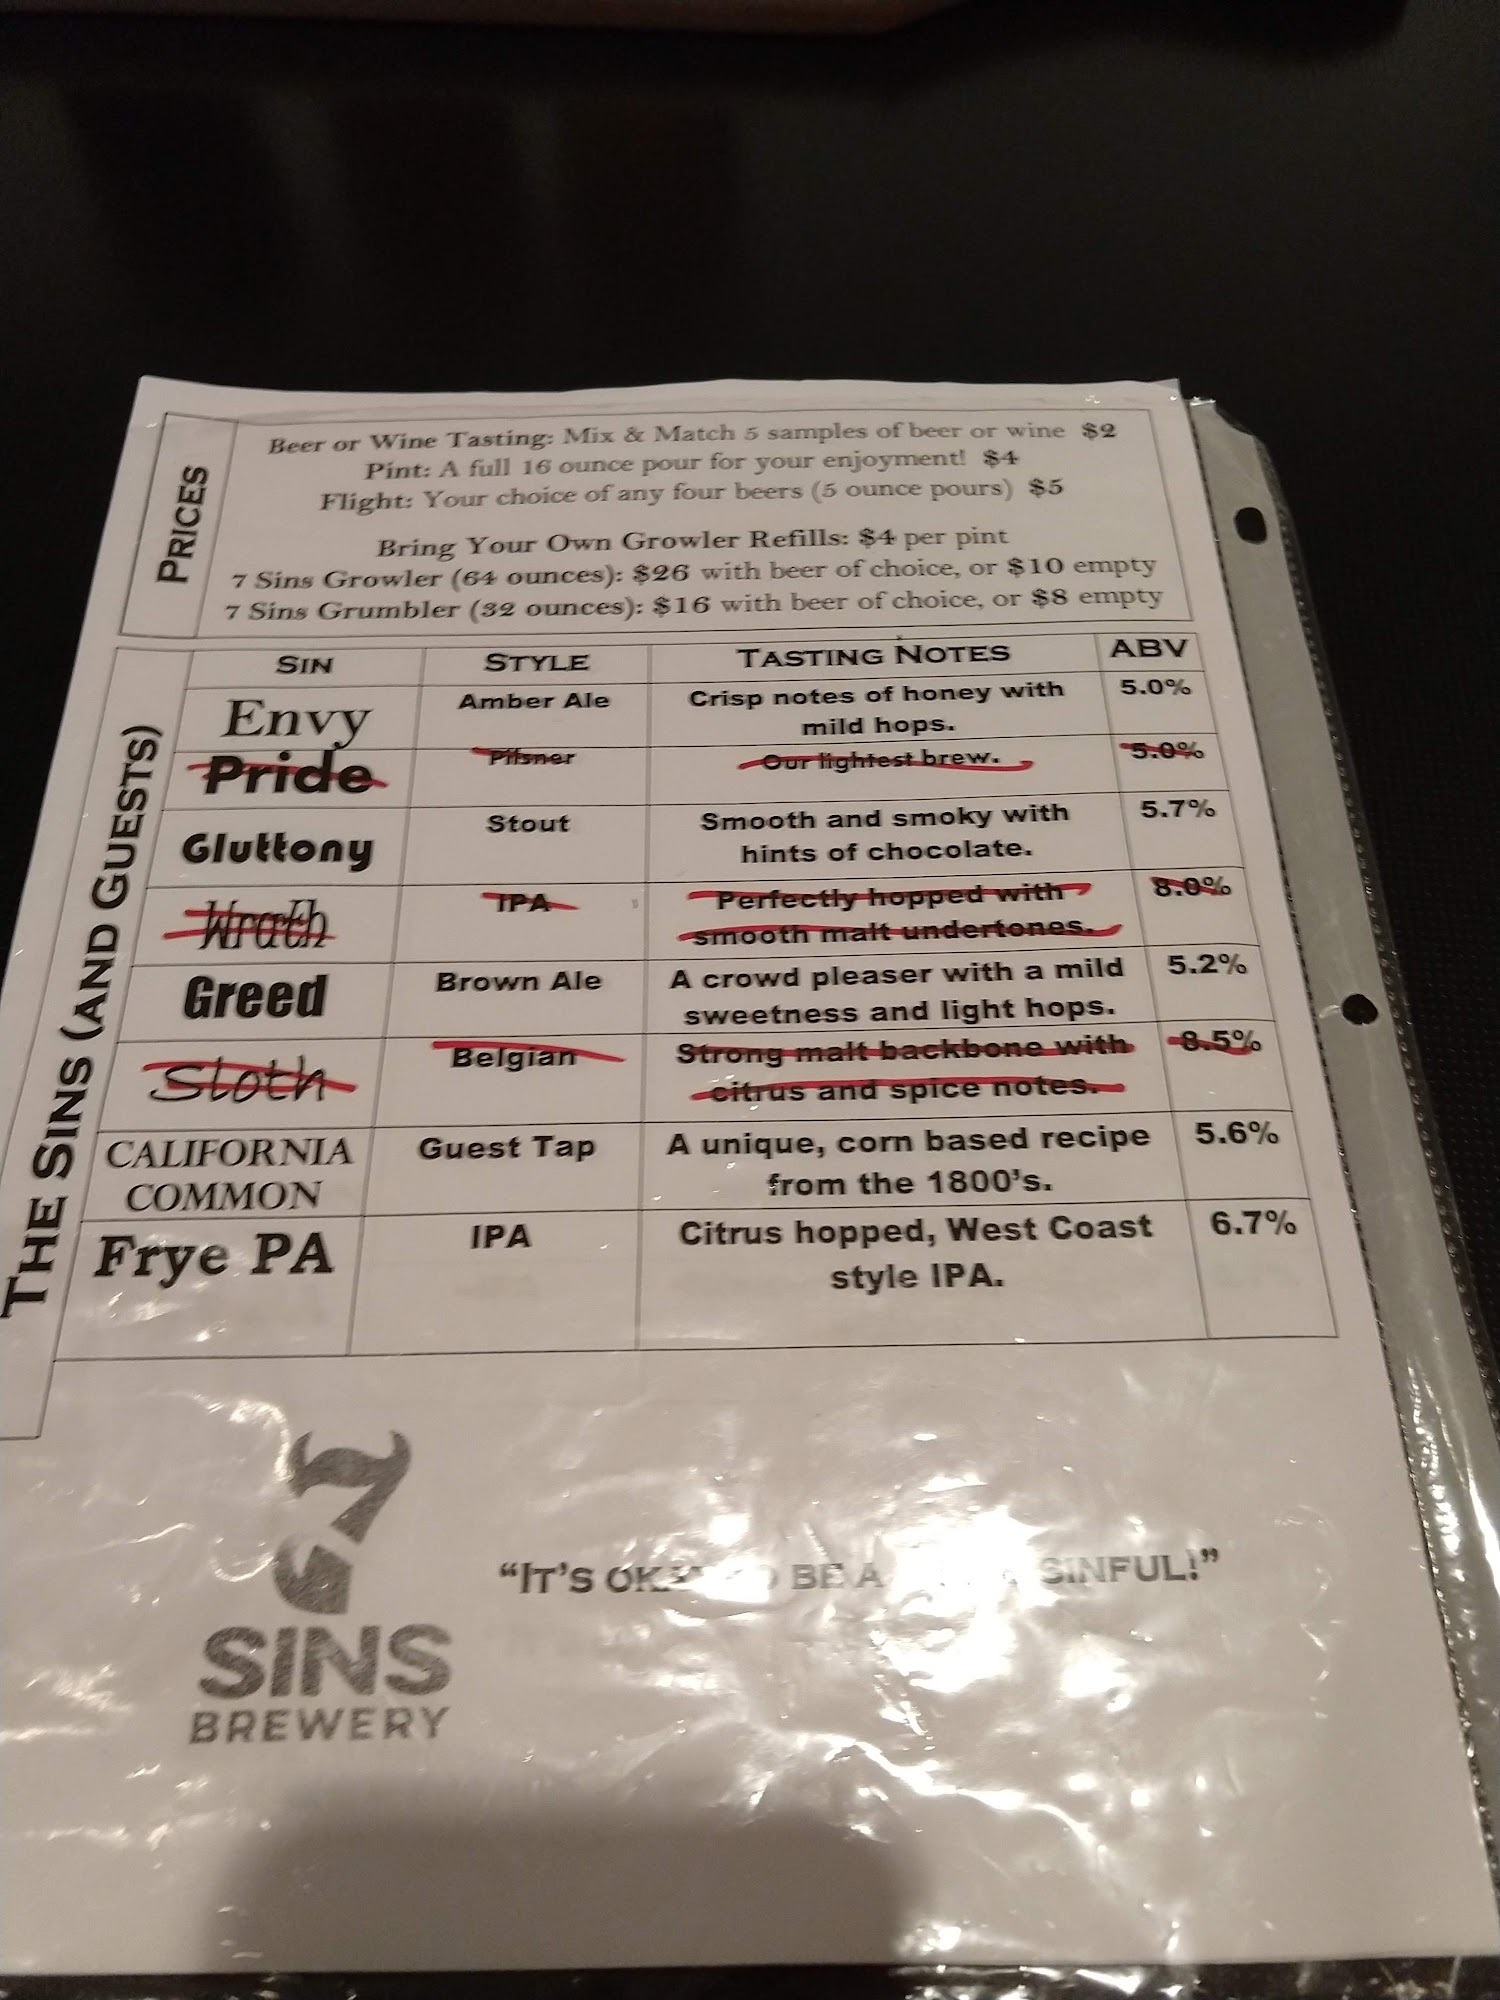 PRICES
Beer or Wine Tasting: Mix & Match 5 samples of beer or wine $2
Pint: A full 16 ounce pour for your enjoyment! $4
Flight: Your choice of any four beers (5 ounce pours) $5
Bring Your Own Growler Refills: $4 per pint
7 Sins Growler (64 ounces): $26 with beer of choice, or $10 empty
7 Sins Grumbler (32 ounces): $16 with beer of choice, or $8 empty
THE SINS (AND GUESTS)
SIN STYLE TASTING NOTES ABV
Envy Amber Ale Crisp notes of honey with 5.0%
mild hops.
Pride Pilsner Our lightest brew. 5.0%
Gluttony Stout Smooth and smoky with 5.7%
hints of chocolate.
Wrath IPA Perfectly hopped with 8.0%
smooth malt undertones.
Greed Brown Ale A crowd pleaser with a mild 5.2%
sweetness and light hops.
Sloth Belgian Strong malt backbone with 8.5%
citrus and spice notes.
CALIFORNIA Guest Tap A unique, corn based recipe 5.6%
COMMON from the 1800's.
Frye PA IPA Citrus hopped, West Coast 6.7%
style IPA.
7
SINS
BREWERY
"IT'S BE A SINFUL!"